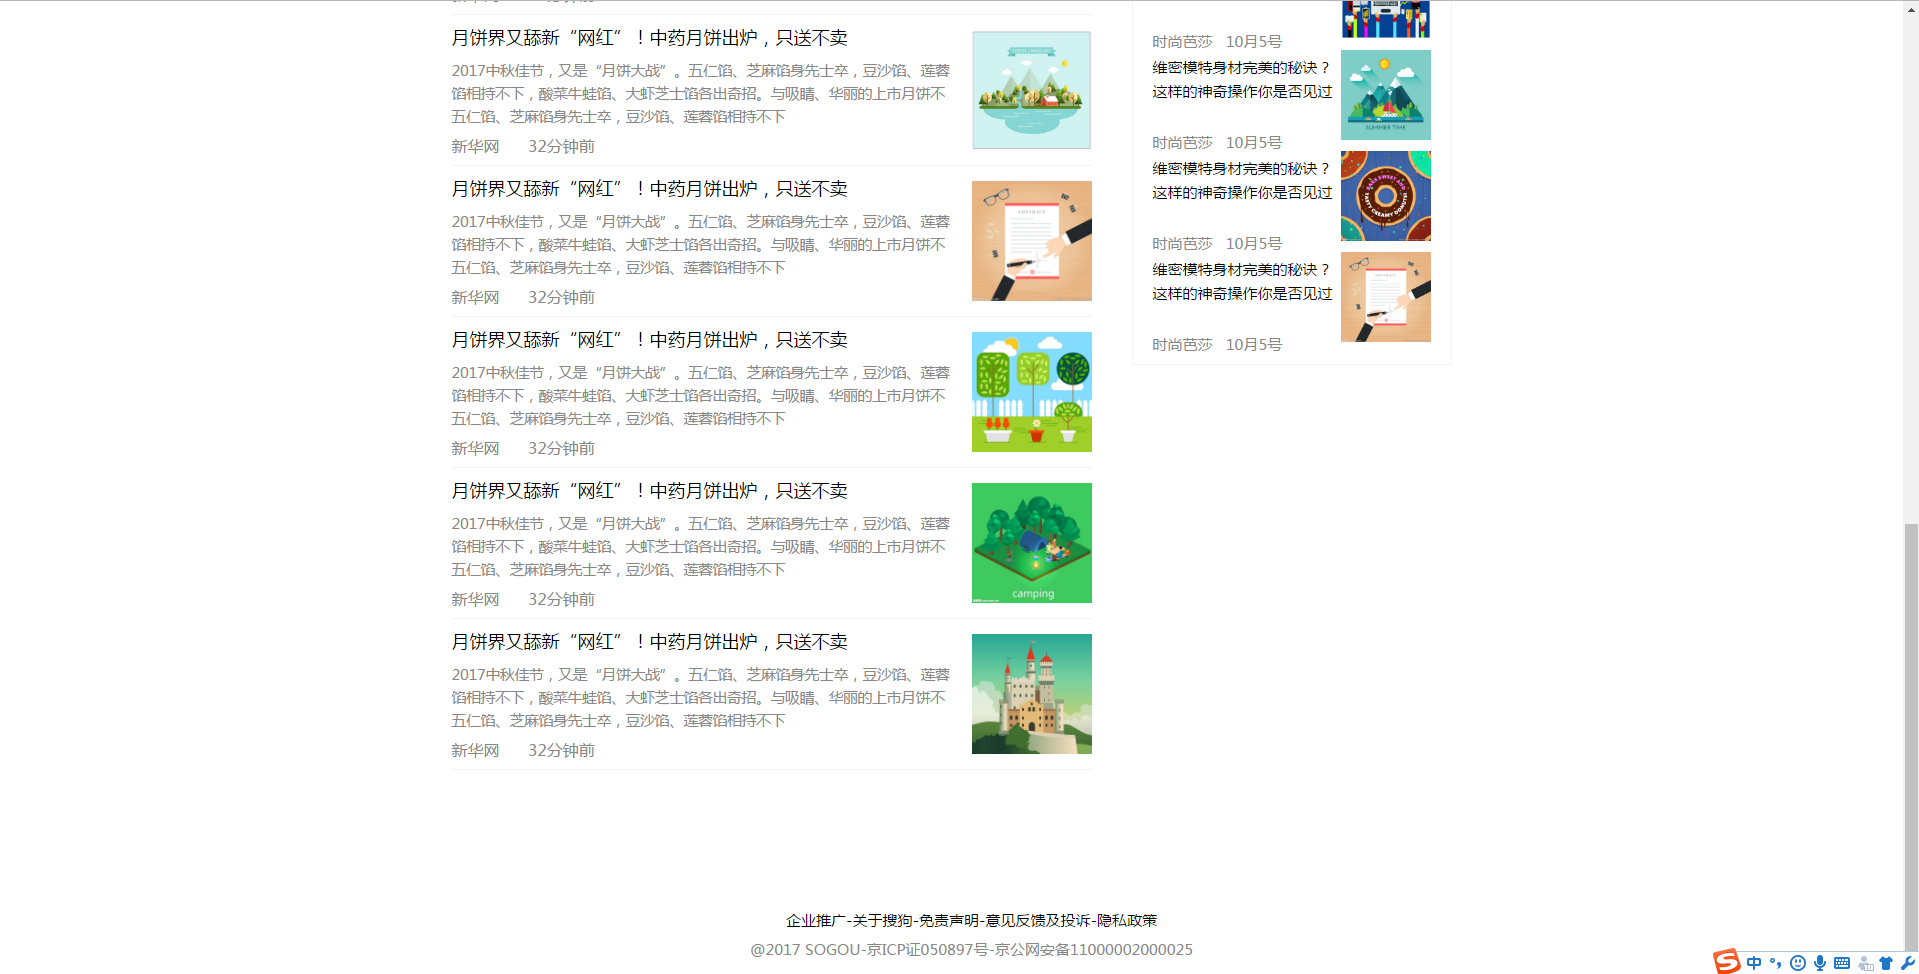 月饼界又舔新“网红”！中药月饼出炉，只送不卖
2017中秋佳节，又是“月饼大战”。五仁馅、芝麻馅身先士卒，豆沙馅、莲蓉
馅相持不下，酸菜牛蛙馅、大虾芝士馅各出奇招。与吸睛、华丽的上市月饼不
五仁馅、芝麻馅身先士卒，豆沙馅、莲蓉馅相持不下
新华网 32分钟前
月饼界又舔新“网红”！中药月饼出炉，只送不卖
2017中秋佳节，又是“月饼大战”。五仁馅、芝麻馅身先士卒，豆沙馅、莲蓉
馅相持不下，酸菜牛蛙馅、大虾芝士馅各出奇招。与吸睛、华丽的上市月饼不
五仁馅、芝麻馅身先士卒，豆沙馅、莲蓉馅相持不下
新华网 32分钟前
CONTRACT
月饼界又舔新“网红”！中药月饼出炉，只送不卖
2017中秋佳节，又是“月饼大战”。五仁馅、芝麻馅身先士卒，豆沙馅、莲蓉
馅相持不下，酸菜牛蛙馅、大虾芝士馅各出奇招。与吸睛、华丽的上市月饼不
五仁馅、芝麻馅身先士卒，豆沙馅、莲蓉馅相持不下
新华网 32分钟前
月饼界又舔新“网红”！中药月饼出炉，只送不卖
2017中秋佳节，又是“月饼大战”。五仁馅、芝麻馅身先士卒，豆沙馅、莲蓉
馅相持不下，酸菜牛蛙馅、大虾芝士馅各出奇招。与吸睛、华丽的上市月饼不
五仁馅、芝麻馅身先士卒，豆沙馅、莲蓉馅相持不下
新华网 32分钟前
camping
月饼界又舔新“网红”！中药月饼出炉，只送不卖
2017中秋佳节，又是“月饼大战”。五仁馅、芝麻馅身先士卒，豆沙馅、莲蓉
馅相持不下，酸菜牛蛙馅、大虾芝士馅各出奇招。与吸睛、华丽的上市月饼不
五仁馅、芝麻馅身先士卒，豆沙馅、莲蓉馅相持不下
新华网 32分钟前
时尚芭莎 10月5号
维密模特身材完美的秘诀？
这样的神奇操作你是否见过
SUMMER TIME
时尚芭莎 10月5号
维密模特身材完美的秘诀？
这样的神奇操作你是否见过
TASTY CREAMY DONUTS
时尚芭莎 10月5号
维密模特身材完美的秘诀？
这样的神奇操作你是否见过
时尚芭莎 10月5号
企业推广-关于搜狗-免责声明-意见反馈及投诉-隐私政策
@2017 SOGOU-京ICP证050897号-京公网安备11000002000025
中